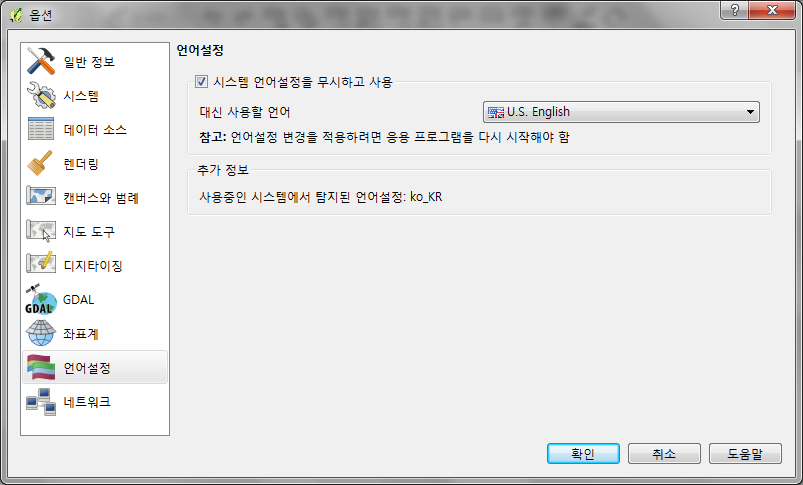 옵션
일반 정보
시스템
데이터 소스
렌더링
캔버스와 범례
지도 도구
디지타이징
GDAL
GDAL
좌표계
언어설정
네트워크
언어설정
시스템 언어설정을 무시하고 사용
대신 사용할 언어
U.S. English
참고: 언어설정 변경을 적용하려면 응용 프로그램을 다시 시작해야 함
추가 정보
사용중인 시스템에서 탐지된 언어설정: ko_KR
확인
취소
도움말